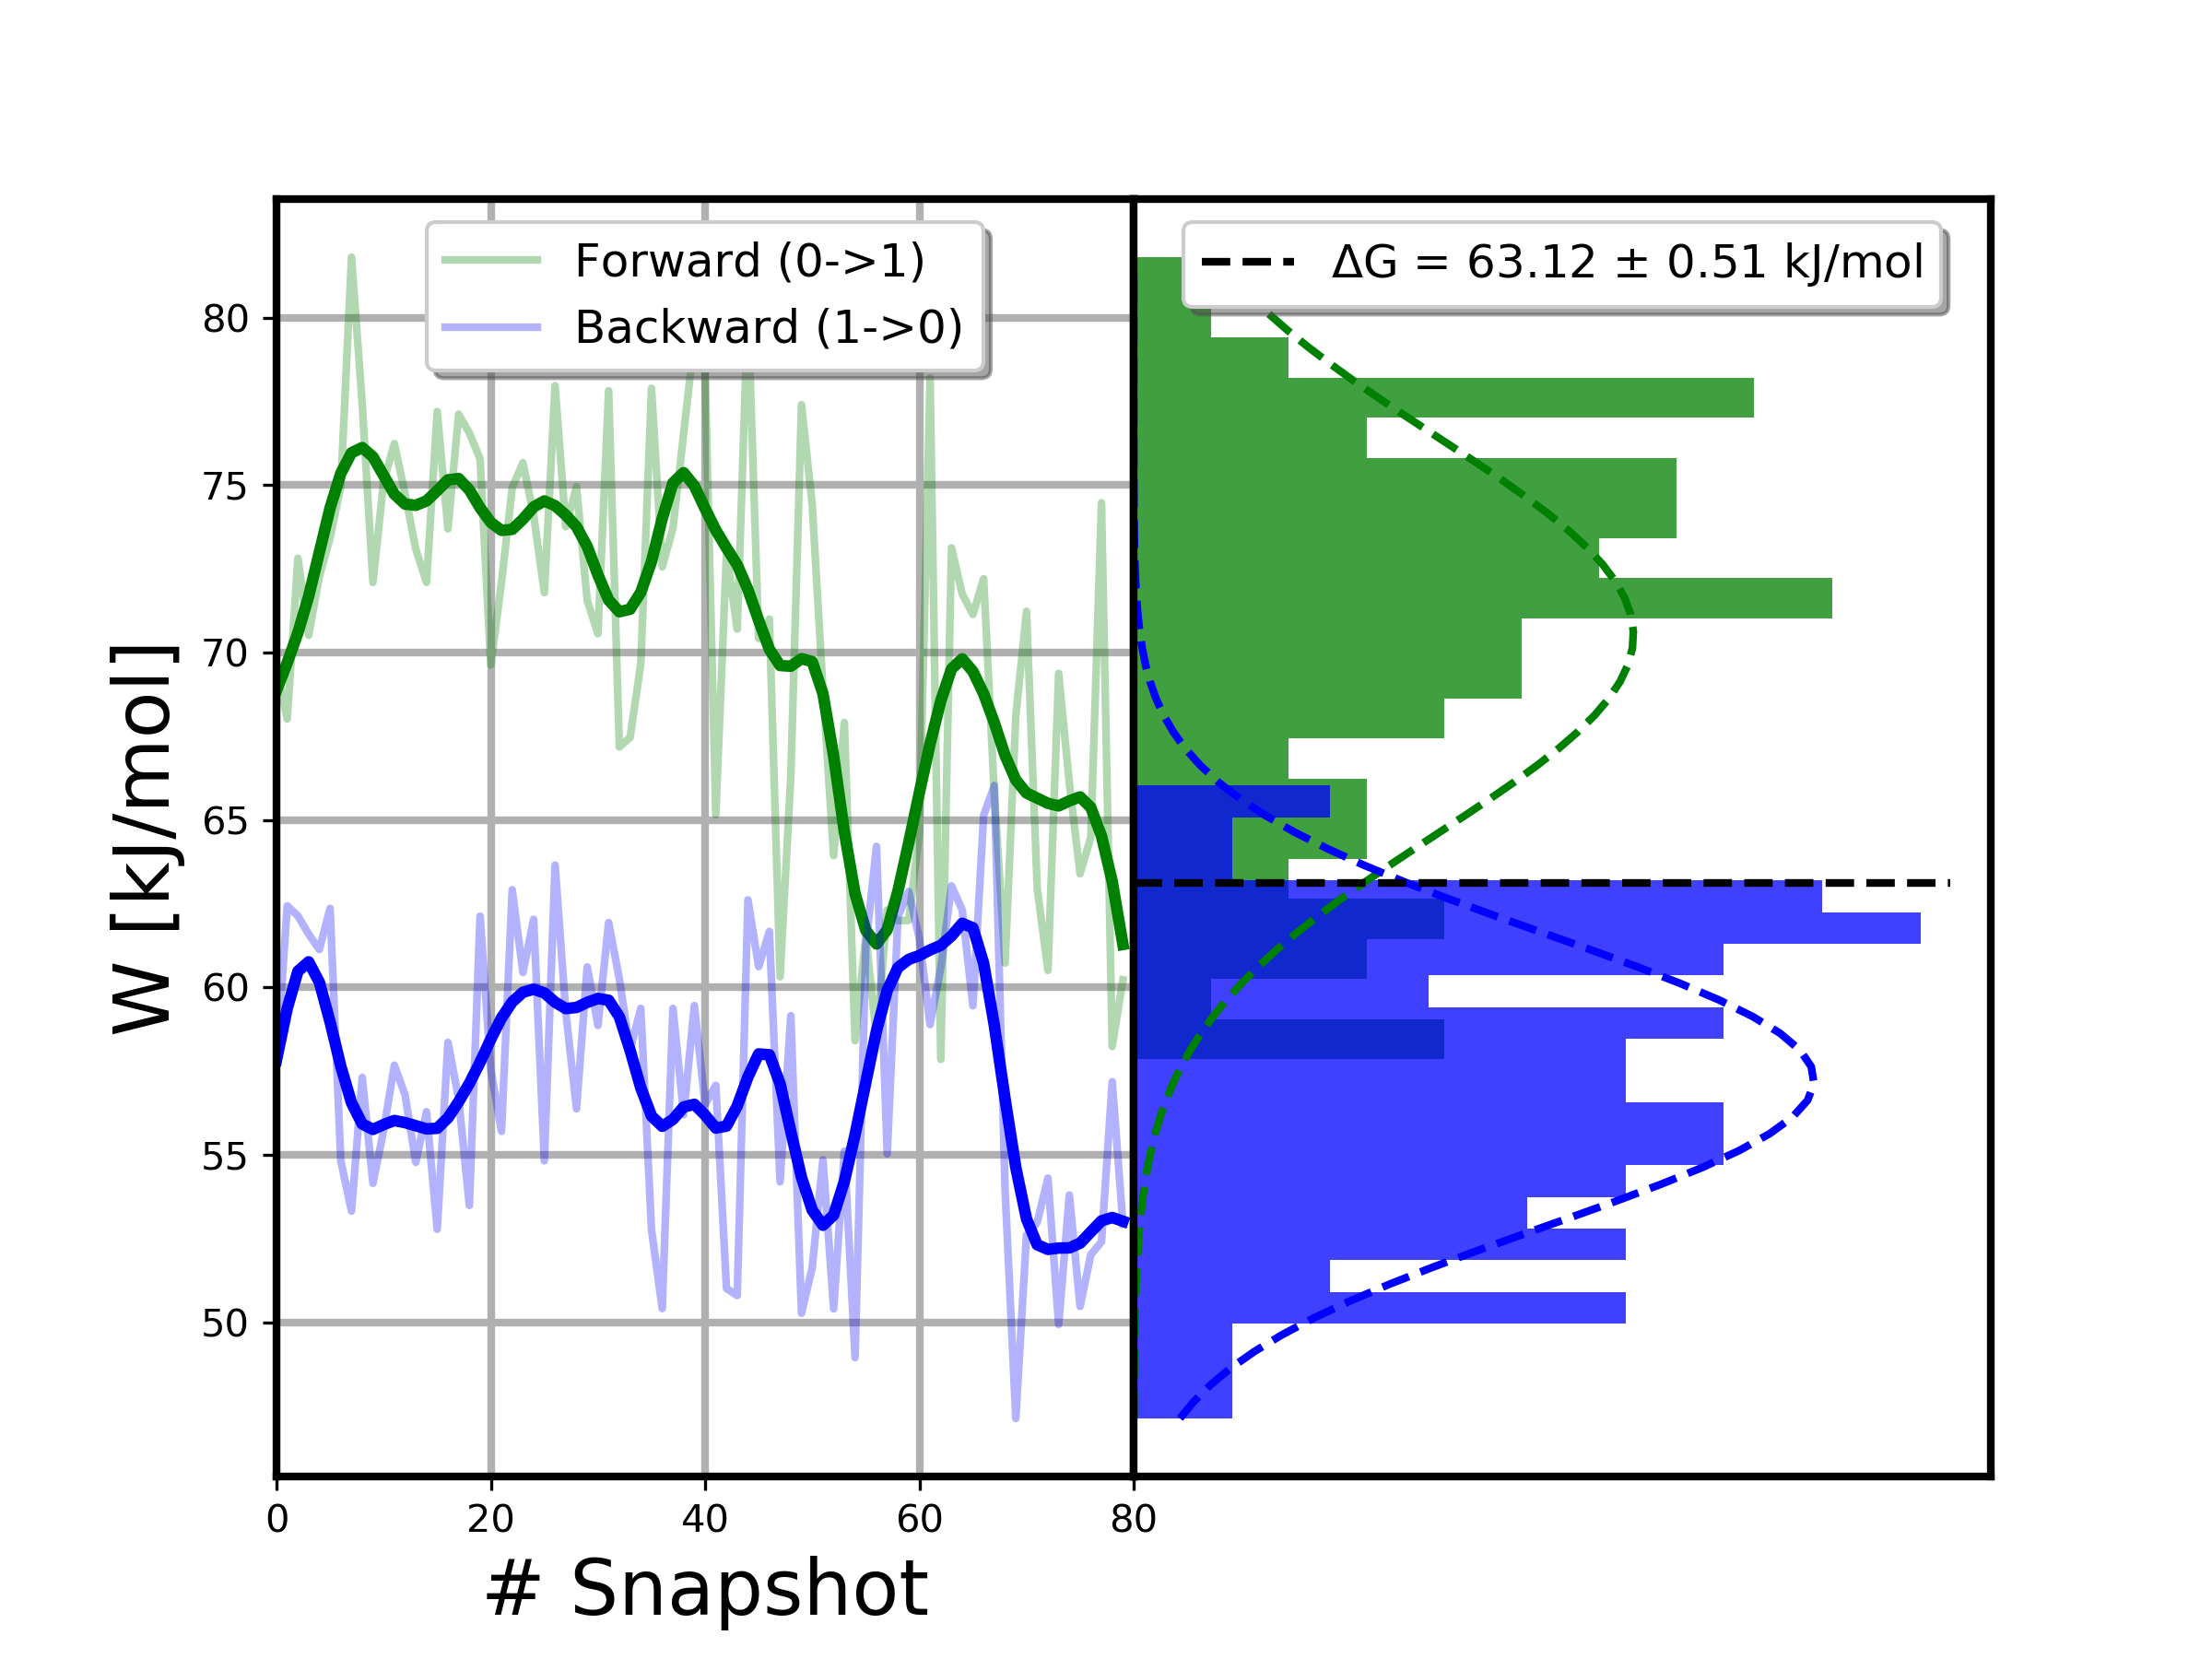 Forward (0->1)
Backward (1->0)
ΔG = 63.12 ± 0.51 kJ/mol
W [kJ/mol]
80
75
70
65
60
55
50
0 20 40 60 80
# Snapshot